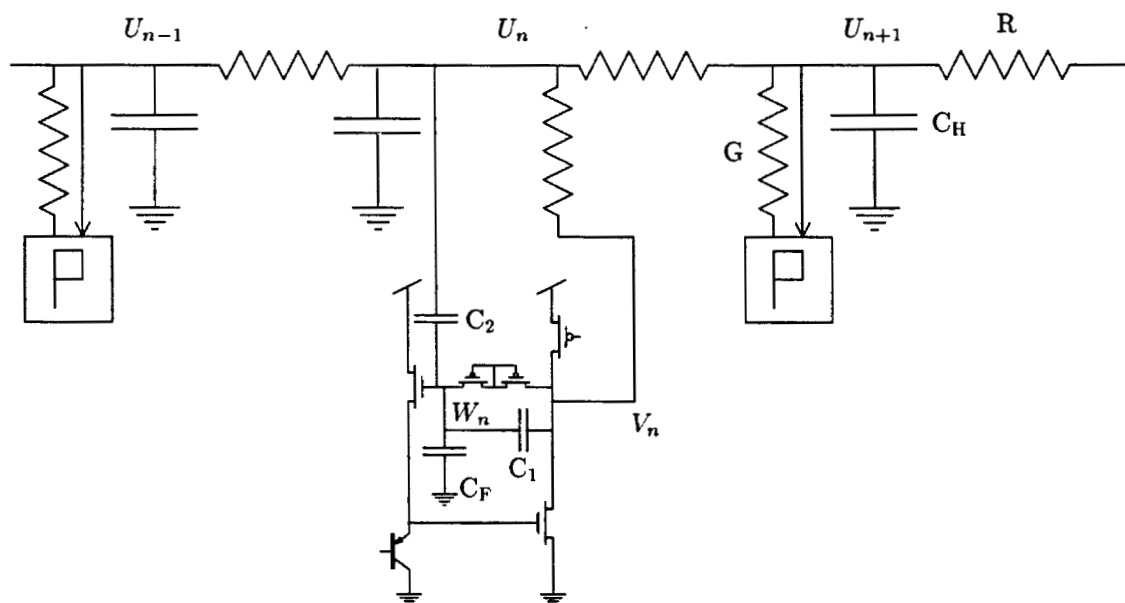 U_{n-1} U_n U_{n+1} R
G C_H
P P
C_2
W_n V_n
C_1
C_F